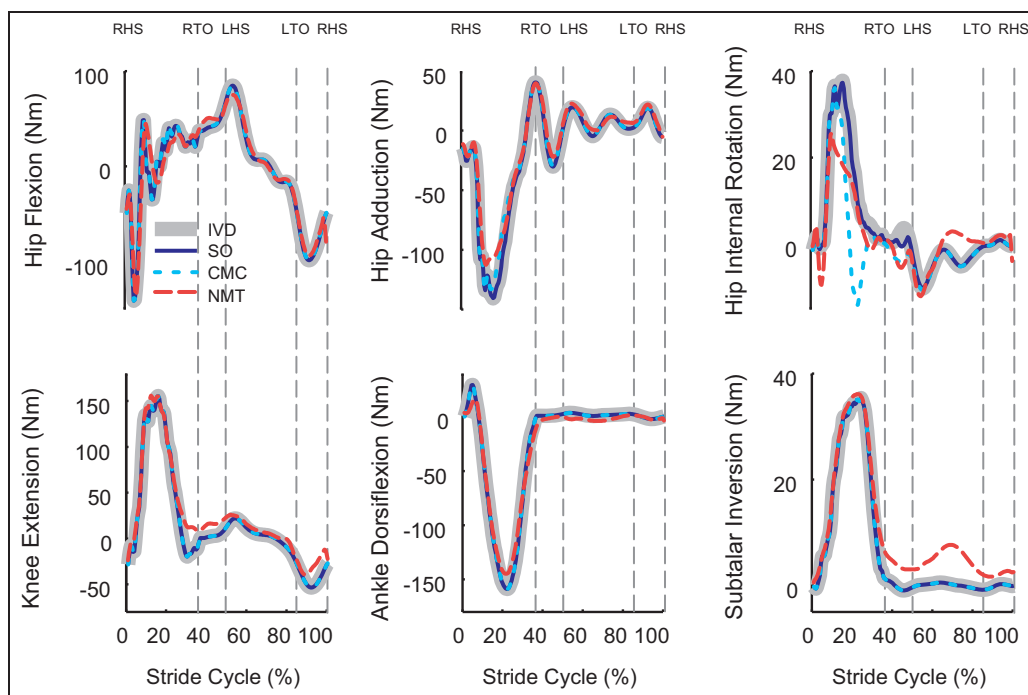 RHS RTO LHS LTO RHS
RHS RTO LHS LTO RHS
RHS RTO LHS LTO RHS
Hip Flexion (Nm)
100
0
-100
IVD
SO
CMC
NMT
Hip Adduction (Nm)
50
0
-50
-100
Hip Internal Rotation (Nm)
40
20
0
Knee Extension (Nm)
150
100
50
0
-50
0 20 40 60 80 100
Stride Cycle (%)
Ankle Dorsiflexion (Nm)
0
-50
-100
-150
0 20 40 60 80 100
Stride Cycle (%)
Subtalar Inversion (Nm)
40
20
0
0 20 40 60 80 100
Stride Cycle (%)